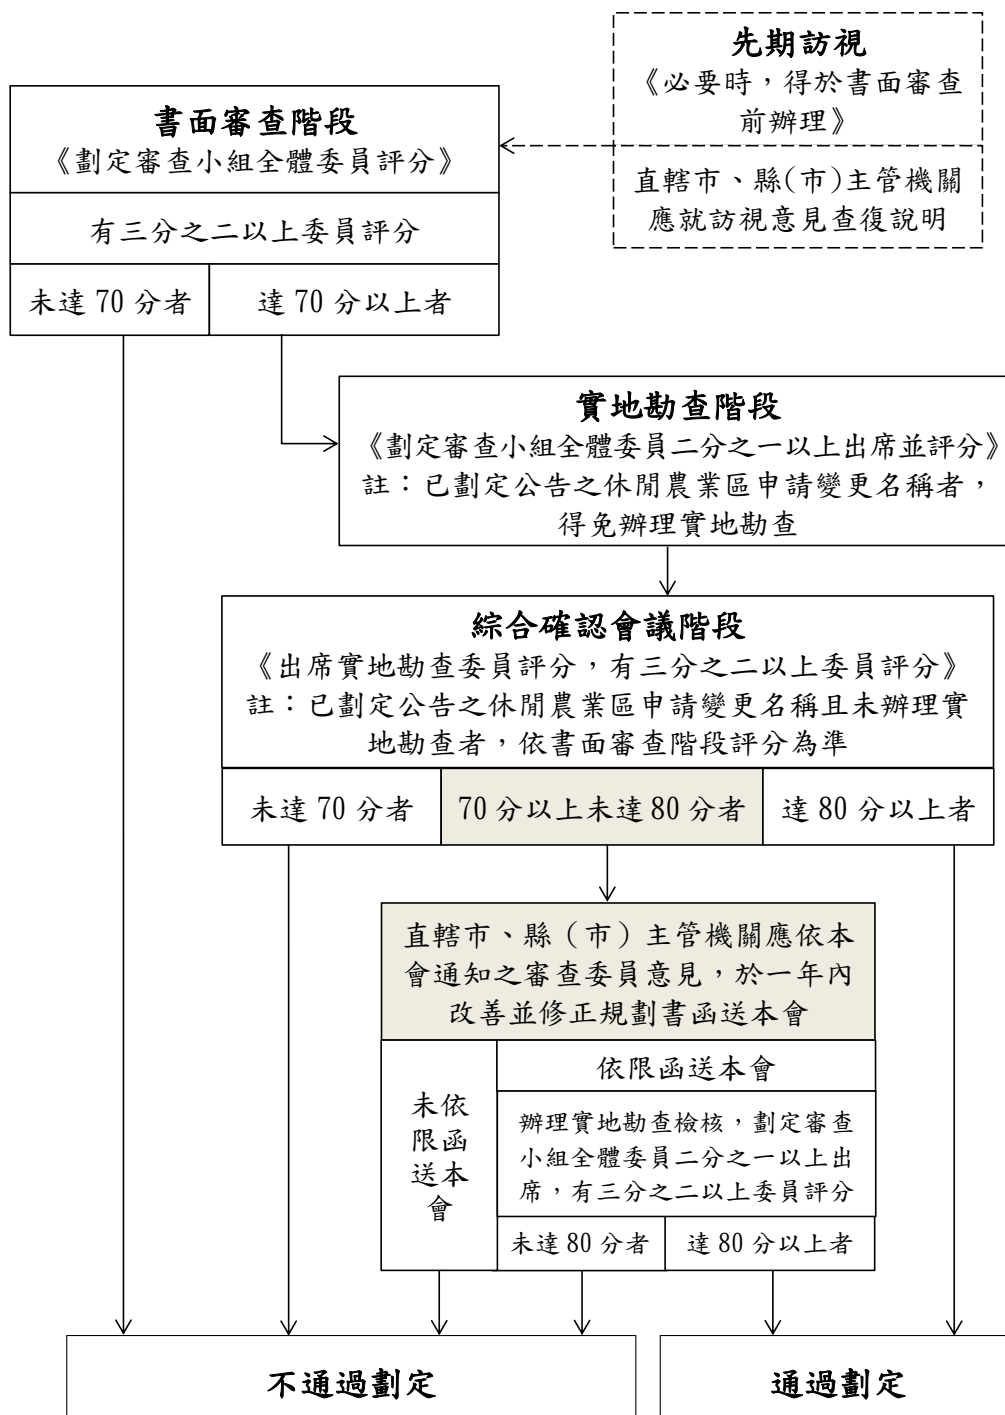 先期訪視
《必要時，得於書面審查
前辦理》
直轄市、縣(市)主管機關
應就訪視意見查復說明
書面審查階段
《劃定審查小組全體委員評分》
有三分之二以上委員評分
未達 70 分者
達 70 分以上者
實地勘查階段
《劃定審查小組全體委員二分之一以上出席並評分》
註：已劃定公告之休閒農業區申請變更名稱者，
得免辦理實地勘查
綜合確認會議階段
《出席實地勘查委員評分，有三分之二以上委員評分》
註：已劃定公告之休閒農業區申請變更名稱且未辦理實
地勘查者，依書面審查階段評分為準
未達 70 分者
70 分以上未達 80 分者
達 80 分以上者
直轄市、縣（市）主管機關應依本
會通知之審查委員意見，於一年內
改善並修正規劃書函送本會
未依
限函
送本
會
依限函送本會
辦理實地勘查檢核，劃定審查
小組全體委員二分之一以上出
席，有三分之二以上委員評分
未達 80 分者
達 80 分以上者
不通過劃定
通過劃定